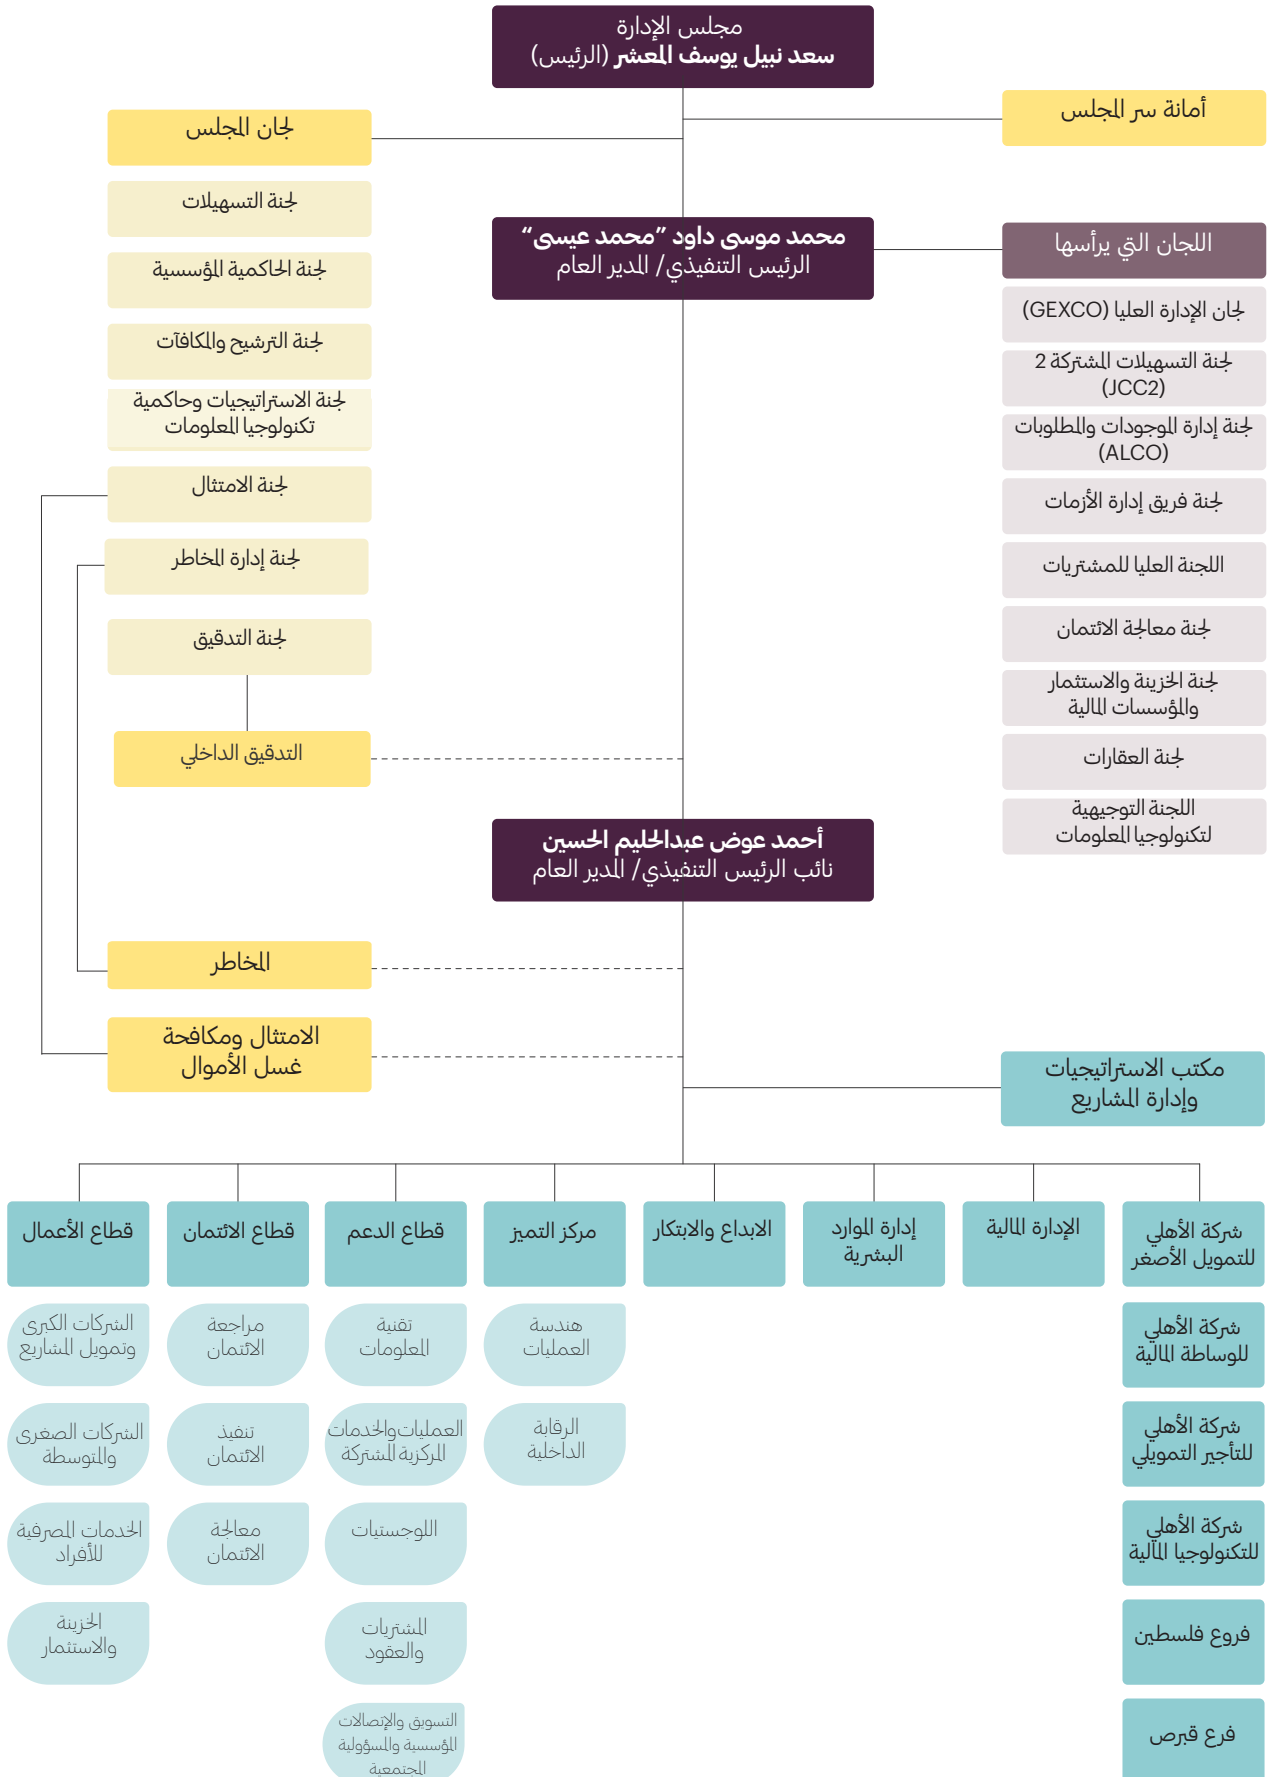 مجلس الإدارة
سعد نبيل يوسف المعشر (الرئيس)
أمانة سر المجلس
لجان المجلس
لجنة التسهيلات
لجنة الحاكمية المؤسسية
لجنة الترشيح والمكافآت
لجنة الاستراتيجيات وحاكمية
تكنولوجيا المعلومات
لجنة الامتثال
لجنة إدارة المخاطر
لجنة التدقيق
التدقيق الداخلي
محمد موسى داود "محمد عيسى"
الرئيس التنفيذي/ المدير العام
اللجان التي يرأسها
لجان الإدارة العليا (GEXCO)
لجنة التسهيلات المشتركة 2
(JCC2)
لجنة إدارة الموجودات والمطلوبات
(ALCO)
لجنة فريق إدارة الأزمات
اللجنة العليا للمشتريات
لجنة معالجة الائتمان
لجنة الخزينة والاستثمار
والمؤسسات المالية
لجنة العقارات
اللجنة التوجيهية
لتكنولوجيا المعلومات
أحمد عوض عبدالحليم الحسين
نائب الرئيس التنفيذي/ المدير العام
المخاطر
الامتثال ومكافحة
غسل الأموال
مكتب الاستراتيجيات
وإدارة المشاريع
شركة الأهلي
للتمويل الأصغر
شركة الأهلي
للوساطة المالية
شركة الأهلي
للتأجير التمويلي
شركة الأهلي
للتكنولوجيا المالية
فروع فلسطين
فرع قبرص
الإدارة المالية
إدارة الموارد
البشرية
الابداع والابتكار
مركز التميز
هندسة
العمليات
الرقابة
الداخلية
قطاع الدعم
تقنية
المعلومات
العمليات والخدمات
المركزية المشتركة
اللوجستيات
المشتريات
والعقود
التسويق والإتصالات
المؤسسية والمسؤولية
المجتمعية
قطاع الائتمان
مراجعة
الائتمان
تنفيذ
الائتمان
معالجة
الائتمان
قطاع الأعمال
الشركات الكبرى
وتمويل المشاريع
الشركات الصغرى
والمتوسطة
الخدمات المصرفية
للأفراد
الخزينة
والاستثمار